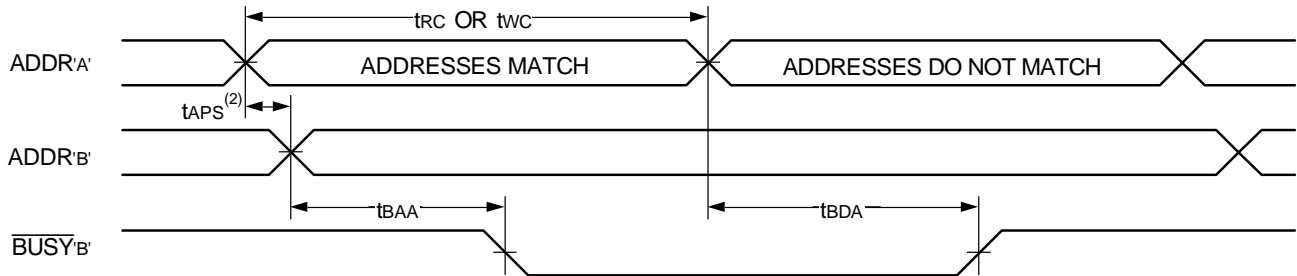 tRC OR tWC
ADDR'A'
ADDRESSES MATCH
ADDRESSES DO NOT MATCH
tAPS(2)
ADDR'B'
tBAA
tBDA
BUSY'B'